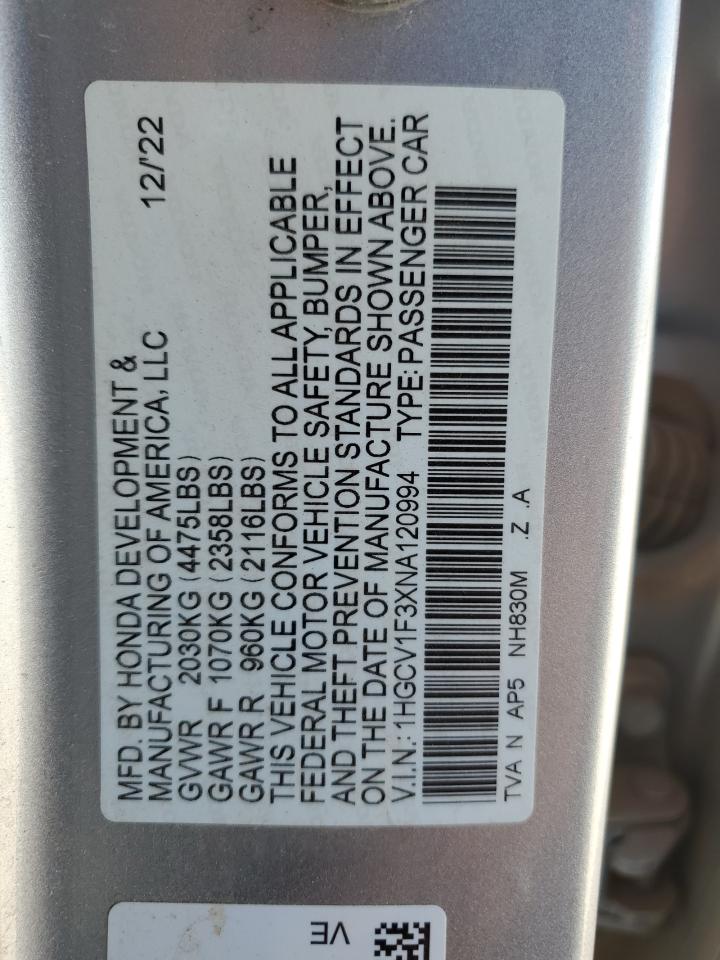 MFD. BY HONDA DEVELOPMENT &
MANUFACTURING OF AMERICA, LLC 12/'22
GVWR 2030KG (4475LBS)
GAWR F 1070KG (2358LBS)
GAWR R 960KG (2116LBS)
THIS VEHICLE CONFORMS TO ALL APPLICABLE
FEDERAL MOTOR VEHICLE SAFETY, BUMPER,
AND THEFT PREVENTION STANDARDS IN EFFECT
ON THE DATE OF MANUFACTURE SHOWN ABOVE.
V.I.N.: 1HGCV1F3XNA120994 TYPE: PASSENGER CAR
TVA N AP5 NH830M .Z .A
VE